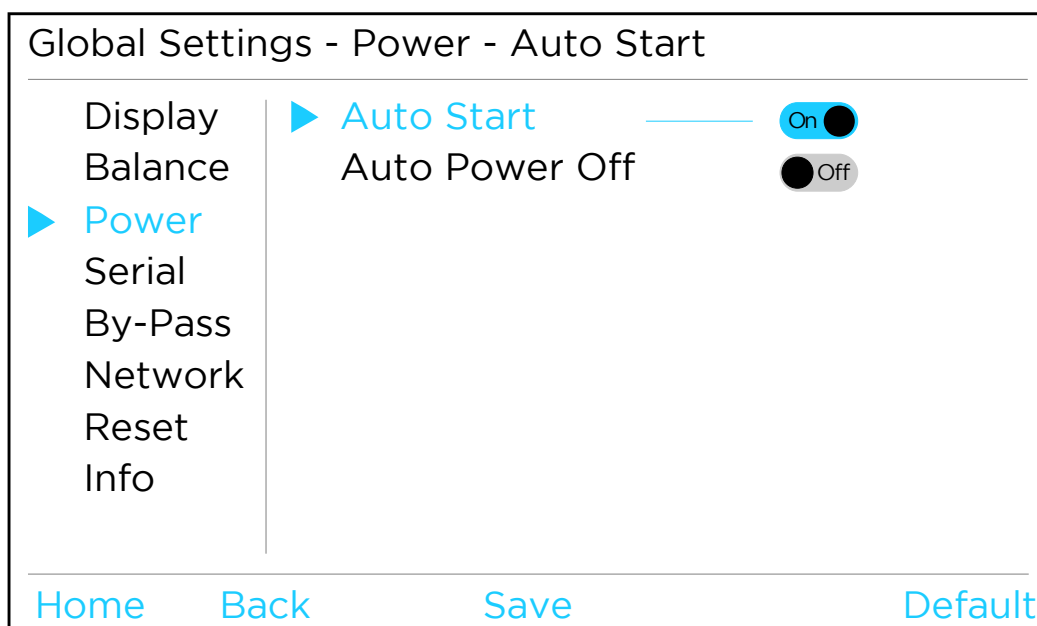 Global Settings - Power - Auto Start
Display
Balance
Power
Serial
By-Pass
Network
Reset
Info
Auto Start On
Auto Power Off Off
Home Back Save Default